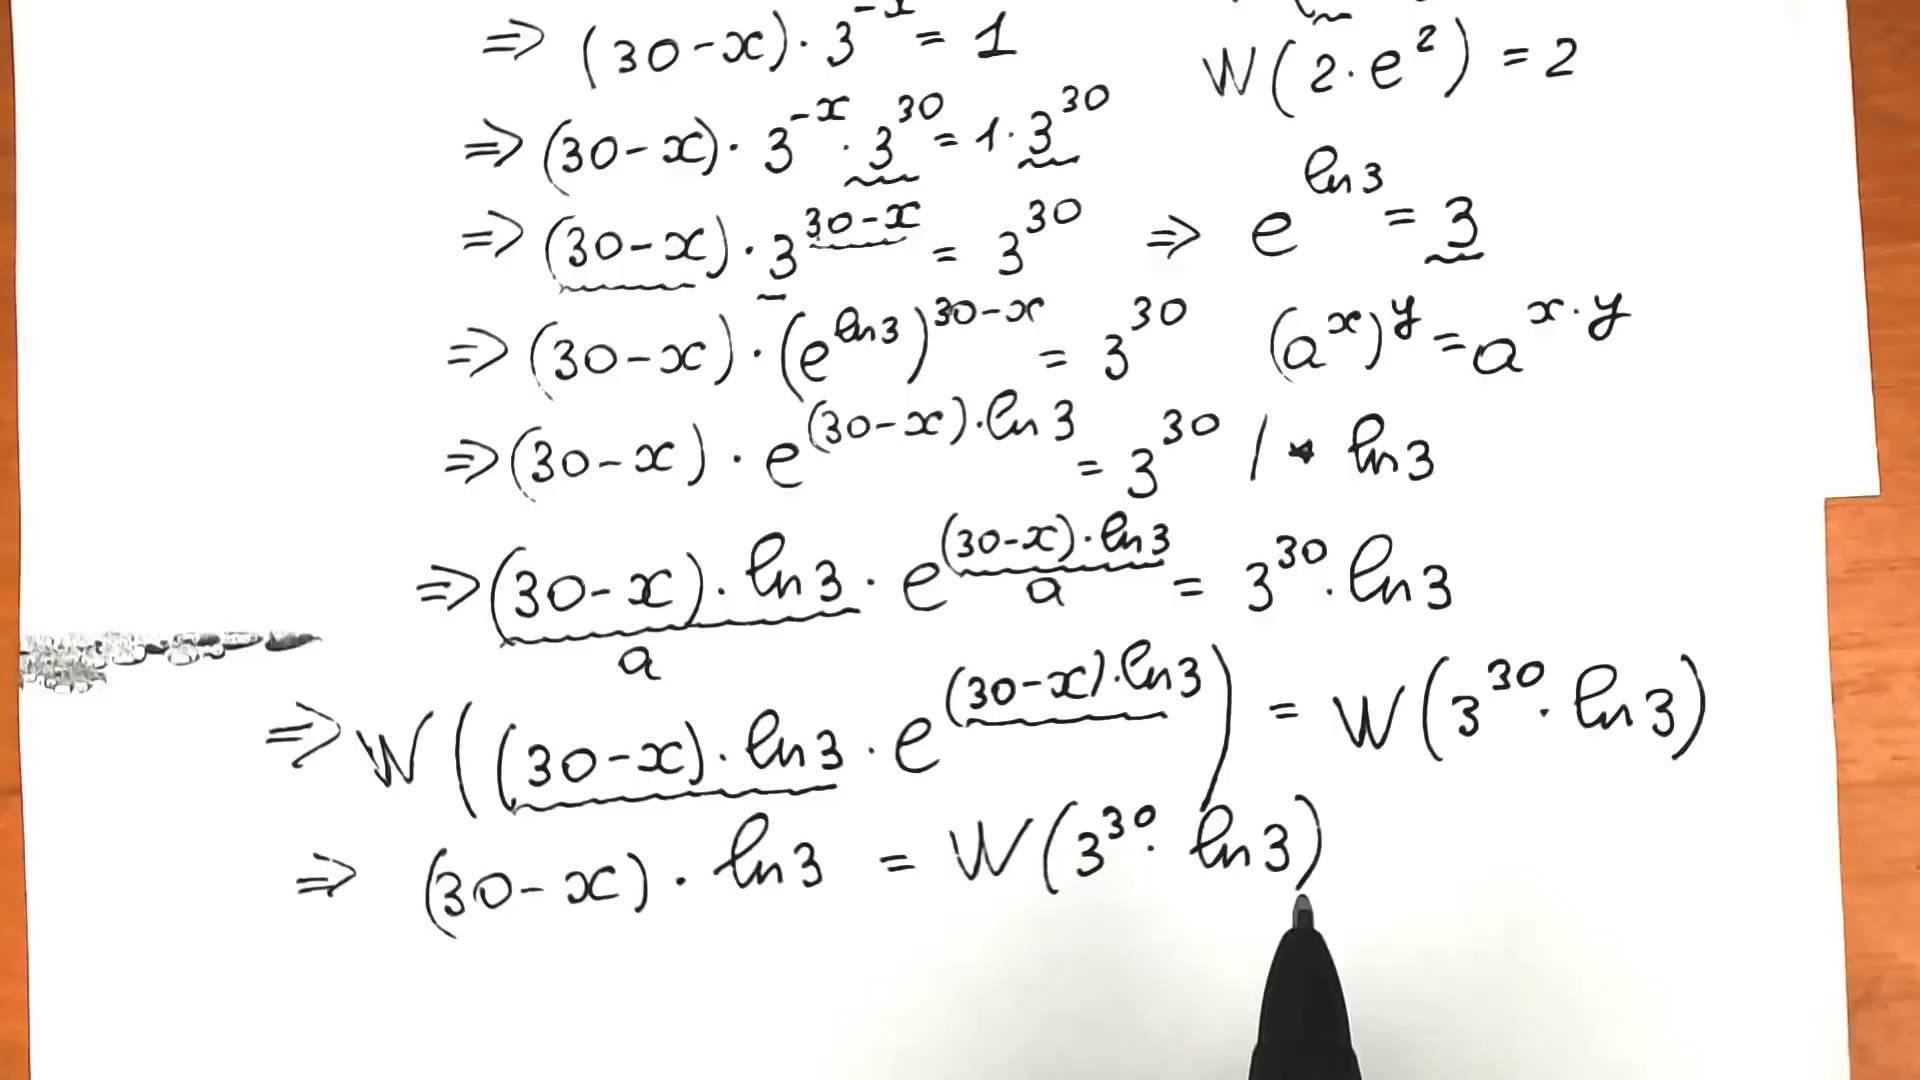 ⇒ (30-x)·3^{-x} = 1
W(2·e^2) = 2
⇒ (30-x)·3^{-x}·3^{30} = 1·3^{30}
⇒ (30-x)·3^{30-x} = 3^{30} ⇒ e^{ln3} = 3
⇒ (30-x)·(e^{ln3})^{30-x} = 3^{30} (a^x)^y = a^{x·y}
⇒ (30-x)·e^{(30-x)·ln3} = 3^{30} / * ln3
⇒ (30-x)·ln3·e^{(30-x)·ln3} = 3^{30}·ln3
a a
⇒ W((30-x)·ln3·e^{(30-x)·ln3}) = W(3^{30}·ln3)
⇒ (30-x)·ln3 = W(3^{30}·ln3)